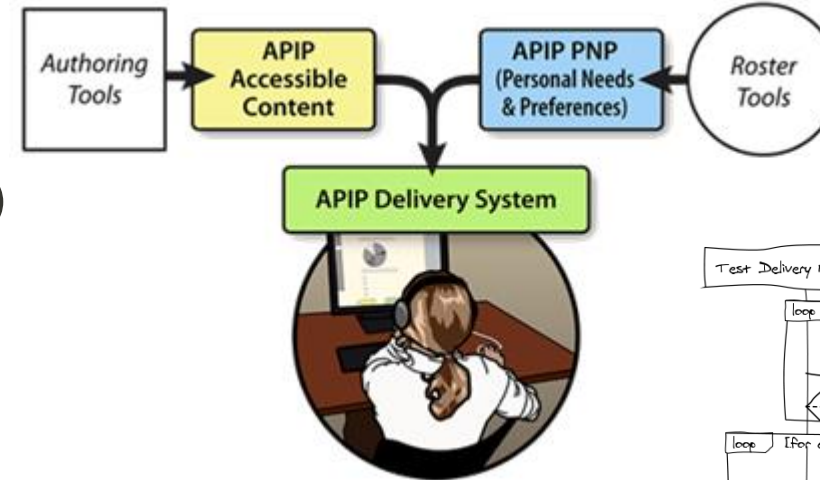 Authoring
Tools
APIP
Accessible
Content
APIP PNP
(Personal Needs
& Preferences)
Roster
Tools
APIP Delivery System
Test Delivery
loop
loop